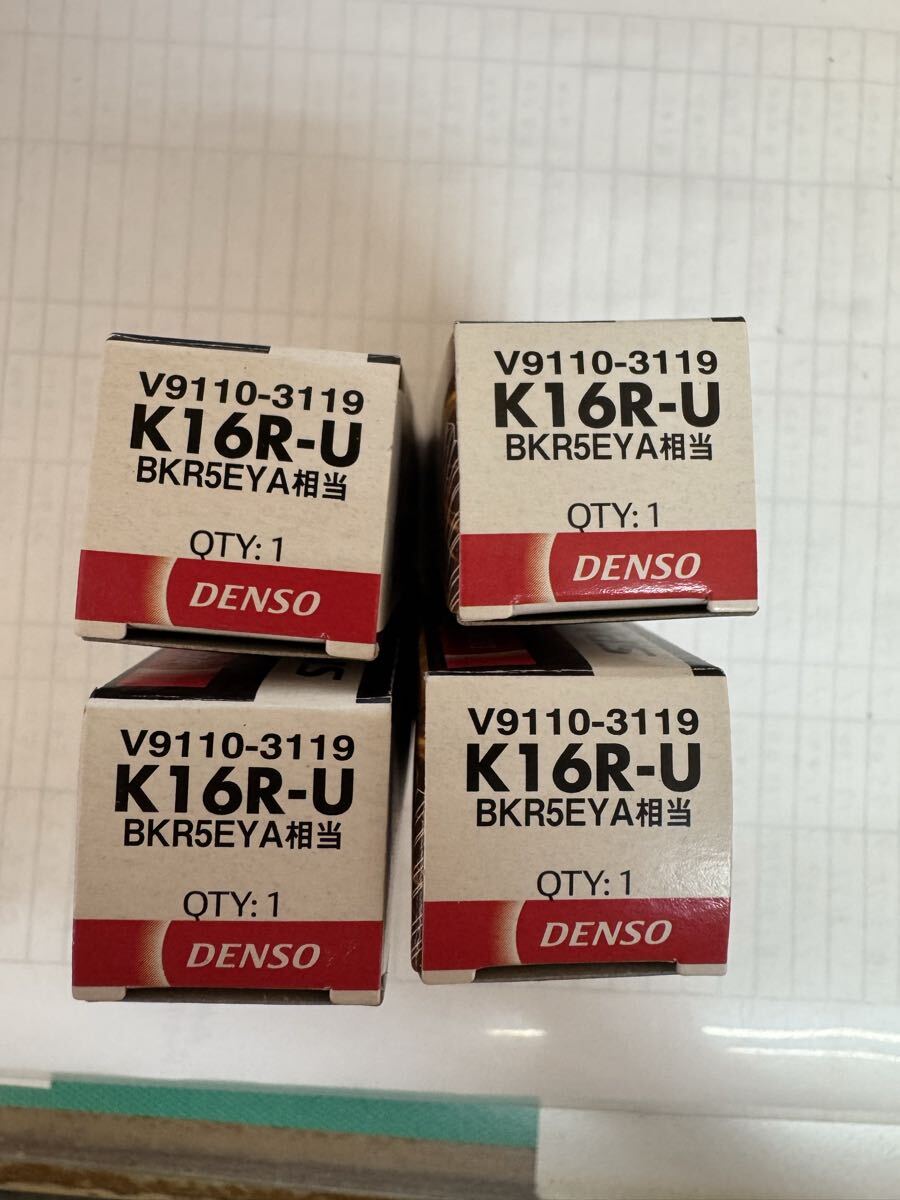 V9110-3119
K16R-U
BKR5EYA相当
QTY: 1
DENSO
V9110-3119
K16R-U
BKR5EYA相当
QTY: 1
DENSO
V9110-3119
K16R-U
BKR5EYA相当
QTY: 1
DENSO
V9110-3119
K16R-U
BKR5EYA相当
QTY: 1
DENSO